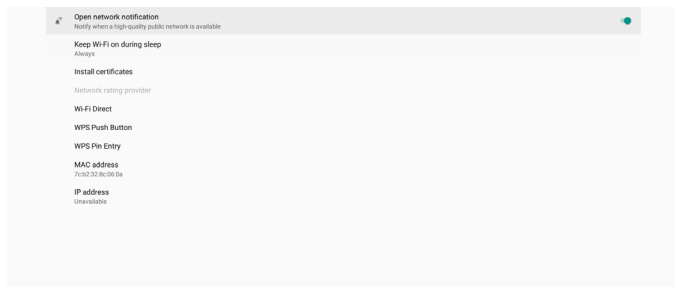 Open network notification
Notify when a high-quality public network is available
Keep Wi-Fi on during sleep
Always
Install certificates
Network rating provider
Wi-Fi Direct
WPS Push Button
WPS Pin Entry
MAC address
7c:b2:32:8c:06:0a
IP address
Unavailable